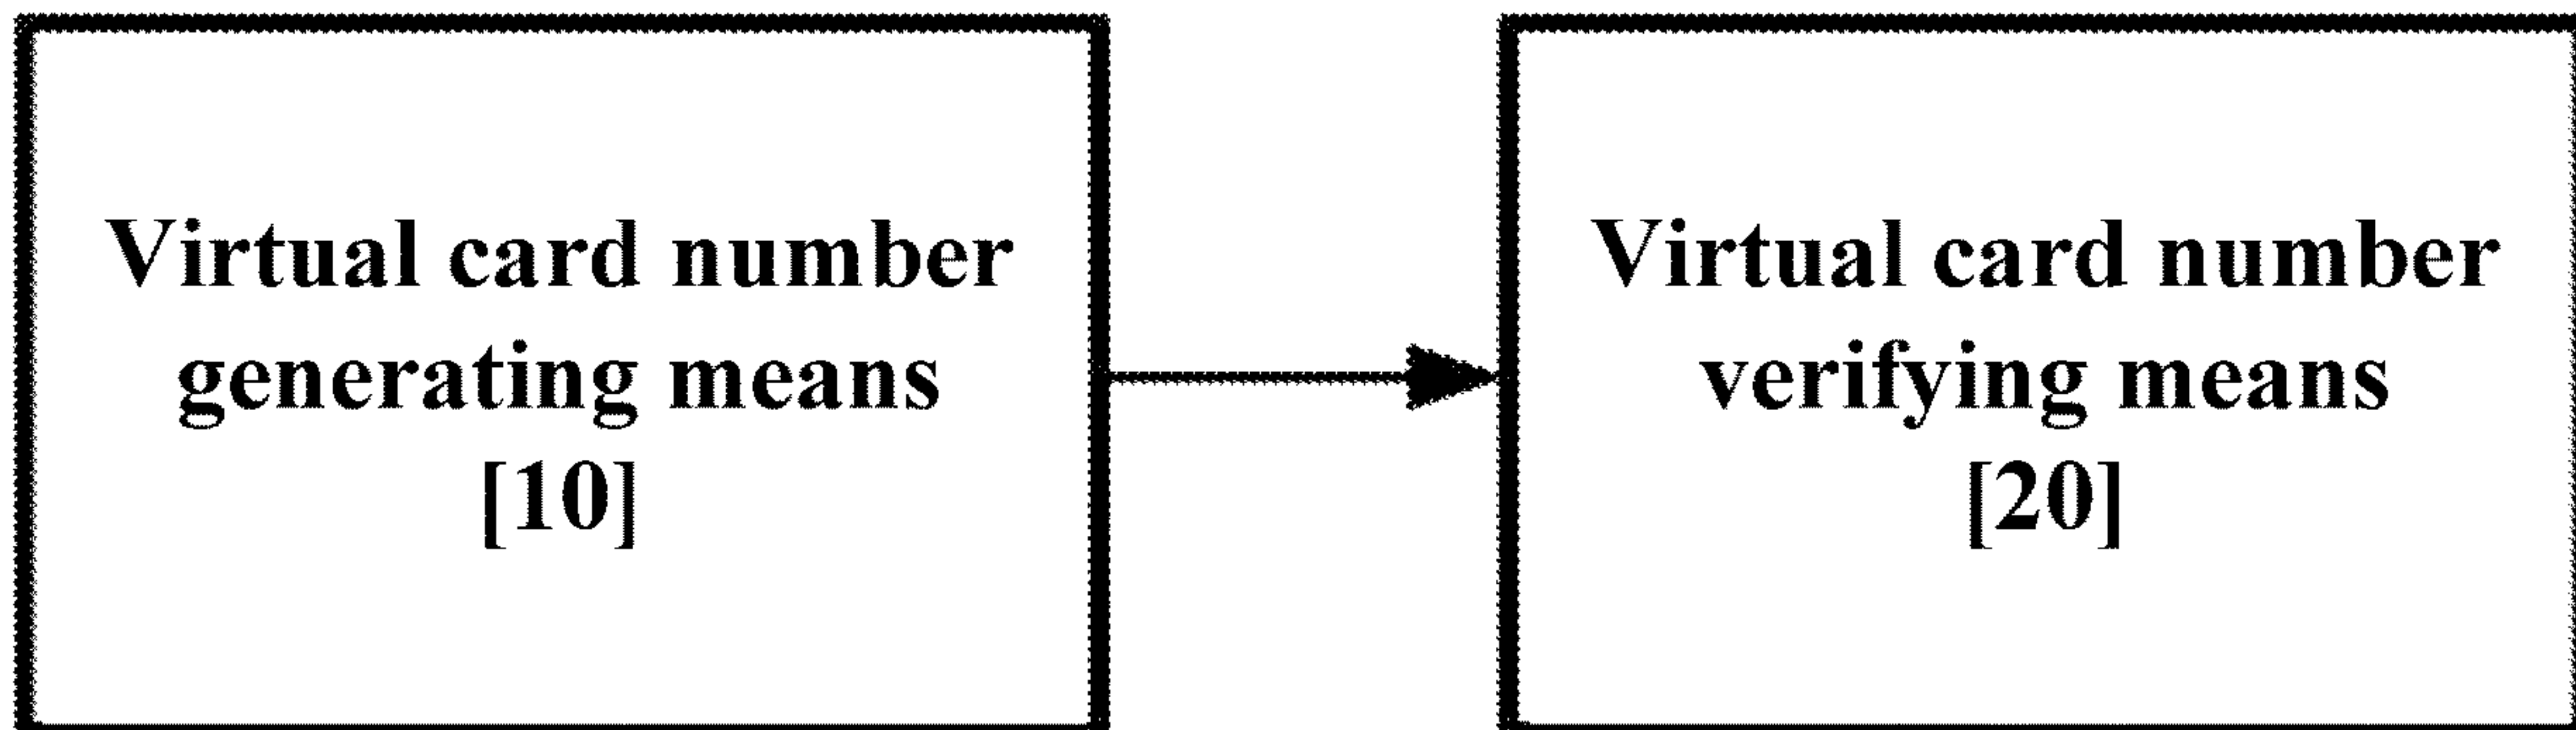 Virtual card number
generating means
[10]
Virtual card number
verifying means
[20]